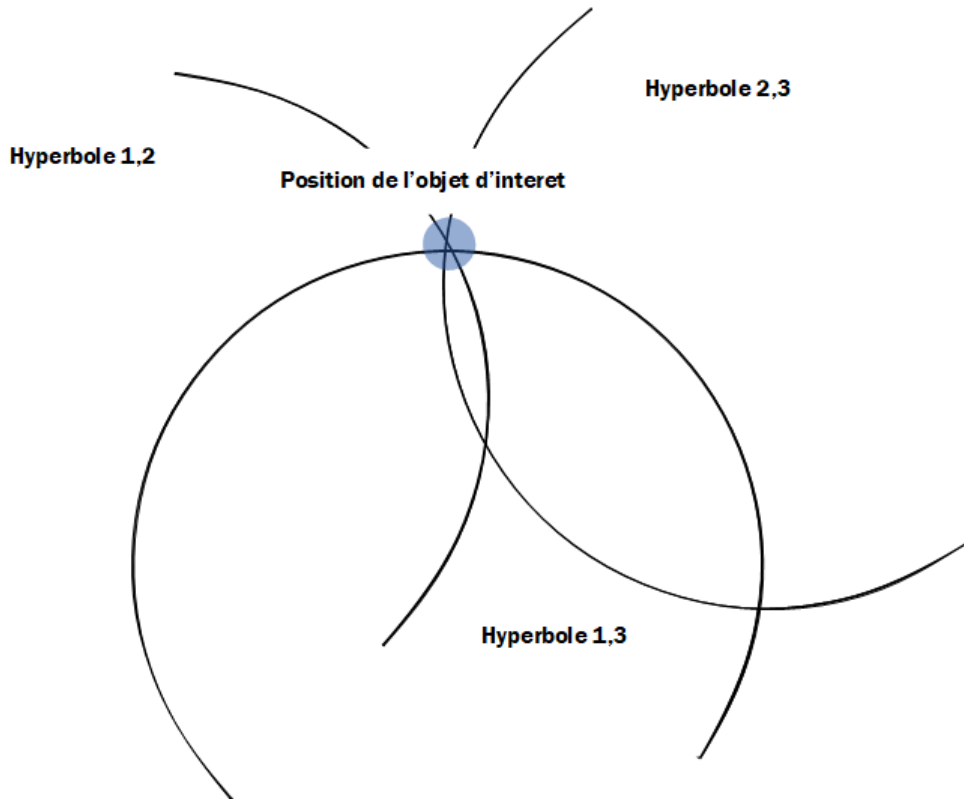 Hyperbole 2,3
Hyperbole 1,2
Position de l'objet d'interet
Hyperbole 1,3